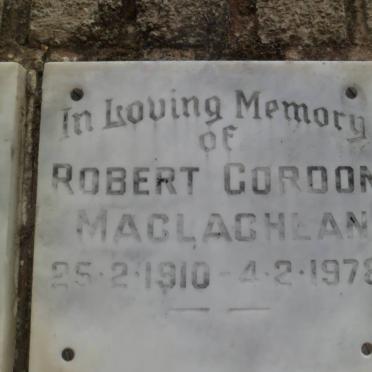 In Loving Memory
of
ROBERT GORDON
MACLACHLAN
25·2·1910 - 4·2·1978